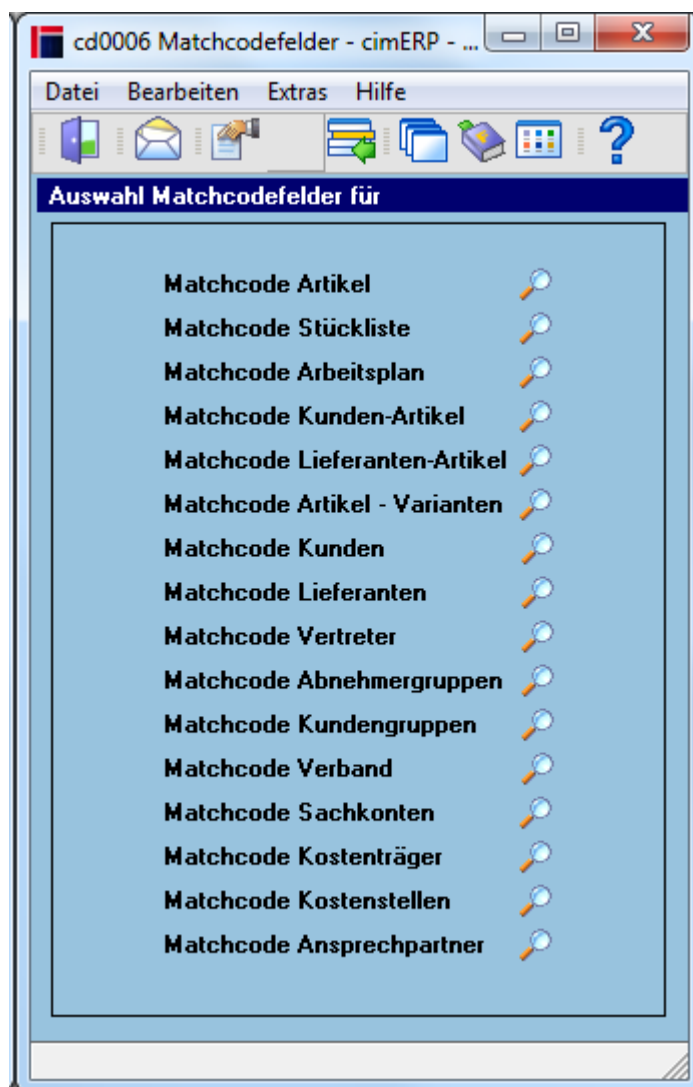 cd0006 Matchcodefelder - cimERP - ...
Datei Bearbeiten Extras Hilfe
Auswahl Matchcodefelder für
Matchcode Artikel
Matchcode Stückliste
Matchcode Arbeitsplan
Matchcode Kunden-Artikel
Matchcode Lieferanten-Artikel
Matchcode Artikel - Varianten
Matchcode Kunden
Matchcode Lieferanten
Matchcode Vertreter
Matchcode Abnehmergruppen
Matchcode Kundengruppen
Matchcode Verband
Matchcode Sachkonten
Matchcode Kostenträger
Matchcode Kostenstellen
Matchcode Ansprechpartner